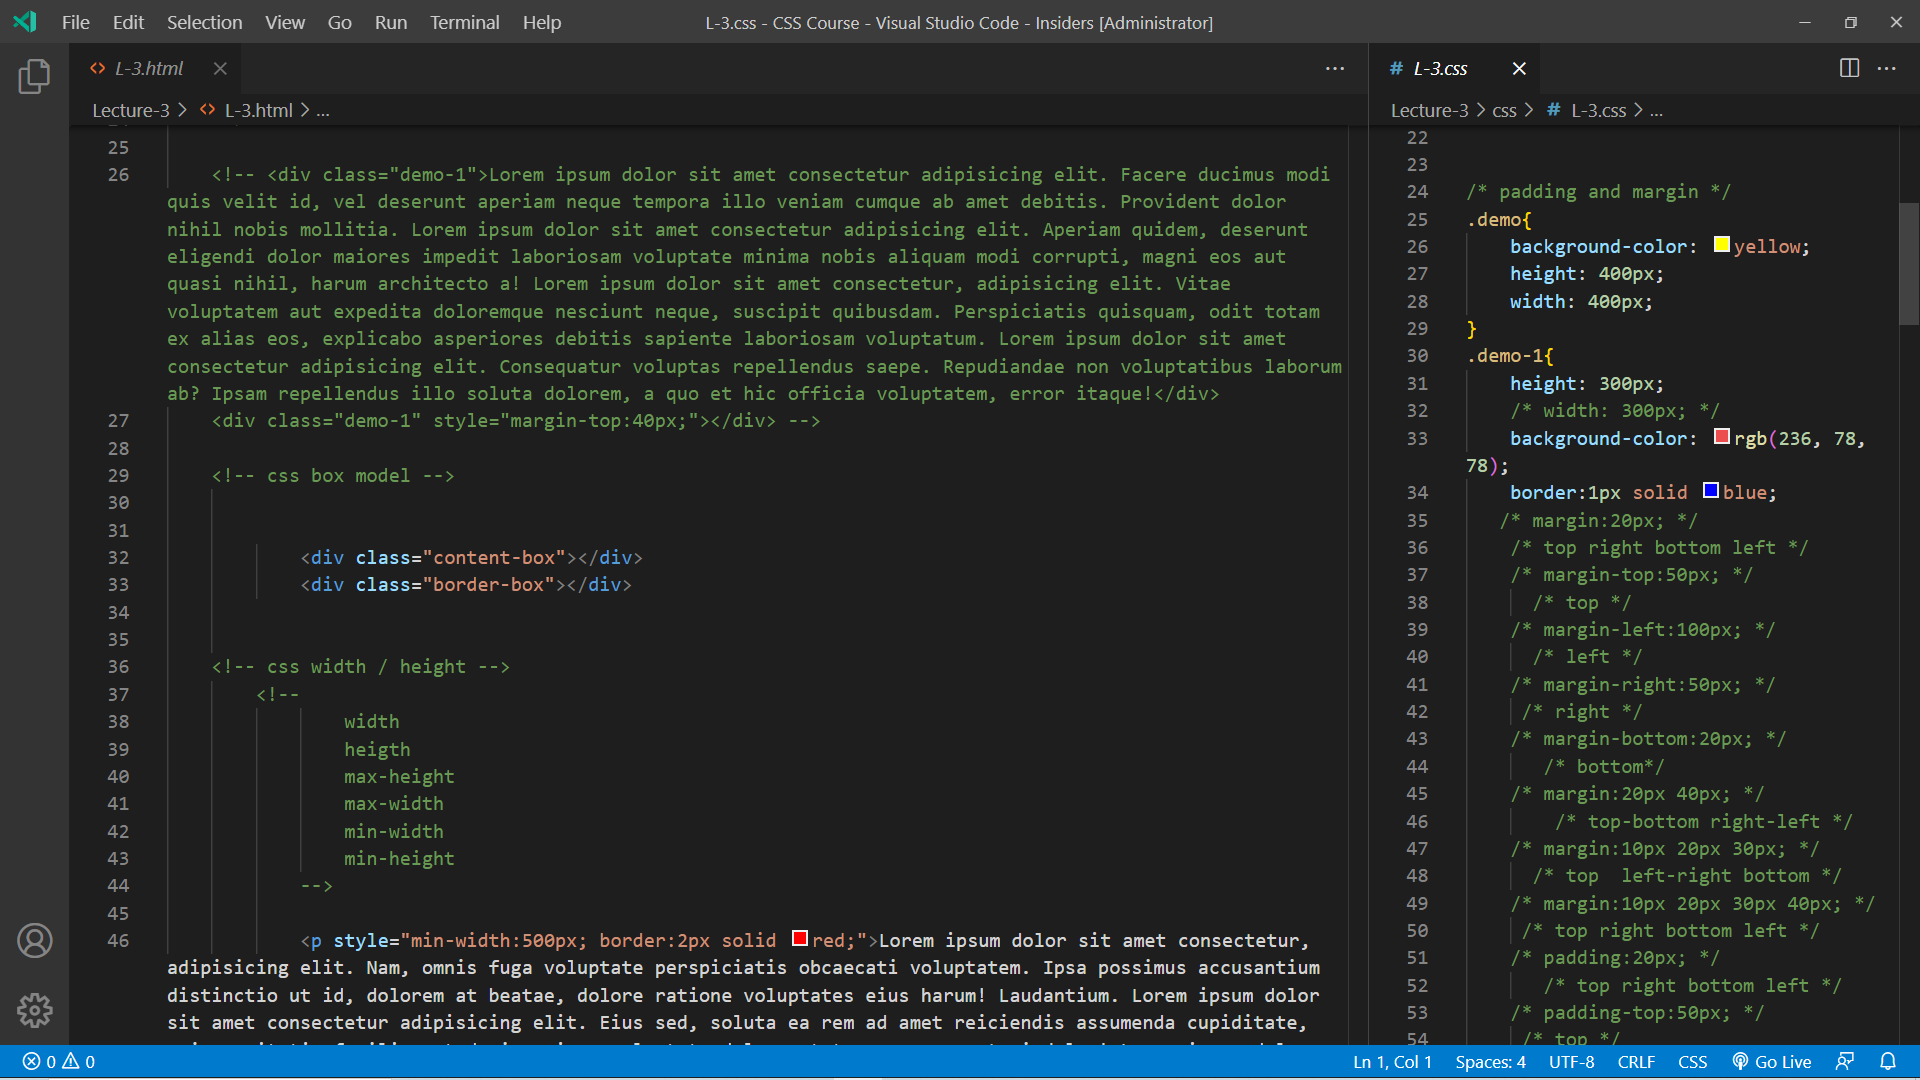 File Edit Selection View Go Run Terminal Help
L-3.css - CSS Course - Visual Studio Code - Insiders [Administrator]
L-3.html
Lecture-3 > L-3.html > ...
25
26 <!-- <div class="demo-1">Lorem ipsum dolor sit amet consectetur adipisicing elit. Facere ducimus modi
quis velit id, vel deserunt aperiam neque tempora illo veniam cumque ab amet debitis. Provident dolor
nihil nobis mollitia. Lorem ipsum dolor sit amet consectetur adipisicing elit. Aperiam quidem, deserunt
eligendi dolor maiores impedit laboriosam voluptate minima nobis aliquam modi corrupti, magni eos aut
quasi nihil, harum architecto a! Lorem ipsum dolor sit amet consectetur, adipisicing elit. Vitae
voluptatem aut expedita doloremque nesciunt neque, suscipit quibusdam. Perspiciatis quisquam, odit totam
ex alias eos, explicabo asperiores debitis sapiente laboriosam voluptatum. Lorem ipsum dolor sit amet
consectetur adipisicing elit. Consequatur voluptas repellendus saepe. Repudiandae non voluptatibus laborum
ab? Ipsam repellendus illo soluta dolorem, a quo et hic officia voluptatem, error itaque!</div>
27 <div class="demo-1" style="margin-top:40px;"></div> -->
28
29 <!-- css box model -->
30
31
32 <div class="content-box"></div>
33 <div class="border-box"></div>
34
35
36 <!-- css width / height -->
37 <!--
38 width
39 heigth
40 max-height
41 max-width
42 min-width
43 min-height
44 -->
45
46 <p style="min-width:500px; border:2px solid red;">Lorem ipsum dolor sit amet consectetur,
adipisicing elit. Nam, omnis fuga voluptate perspiciatis obcaecati voluptatem. Ipsa possimus accusantium
distinctio ut id, dolorem at beatae, dolore ratione voluptates eius harum! Laudantium. Lorem ipsum dolor
sit amet consectetur adipisicing elit. Eius sed, soluta ea rem ad amet reiciendis assumenda cupiditate,
# L-3.css
Lecture-3 > css > # L-3.css > ...
22
23
24 /* padding and margin */
25 .demo{
26 background-color: yellow;
27 height: 400px;
28 width: 400px;
29 }
30 .demo-1{
31 height: 300px;
32 /* width: 300px; */
33 background-color: rgb(236, 78,
78);
34 border:1px solid blue;
35 /* margin:20px; */
36 /* top right bottom left */
37 /* margin-top:50px; */
38 /* top */
39 /* margin-left:100px; */
40 /* left */
41 /* margin-right:50px; */
42 /* right */
43 /* margin-bottom:20px; */
44 /* bottom*/
45 /* margin:20px 40px; */
46 /* top-bottom right-left */
47 /* margin:10px 20px 30px; */
48 /* top  left-right bottom */
49 /* margin:10px 20px 30px 40px; */
50 /* top right bottom left */
51 /* padding:20px; */
52 /* top right bottom left */
53 /* padding-top:50px; */
54 /* top */
0 0
Ln 1, Col 1 Spaces: 4 UTF-8 CRLF CSS Go Live